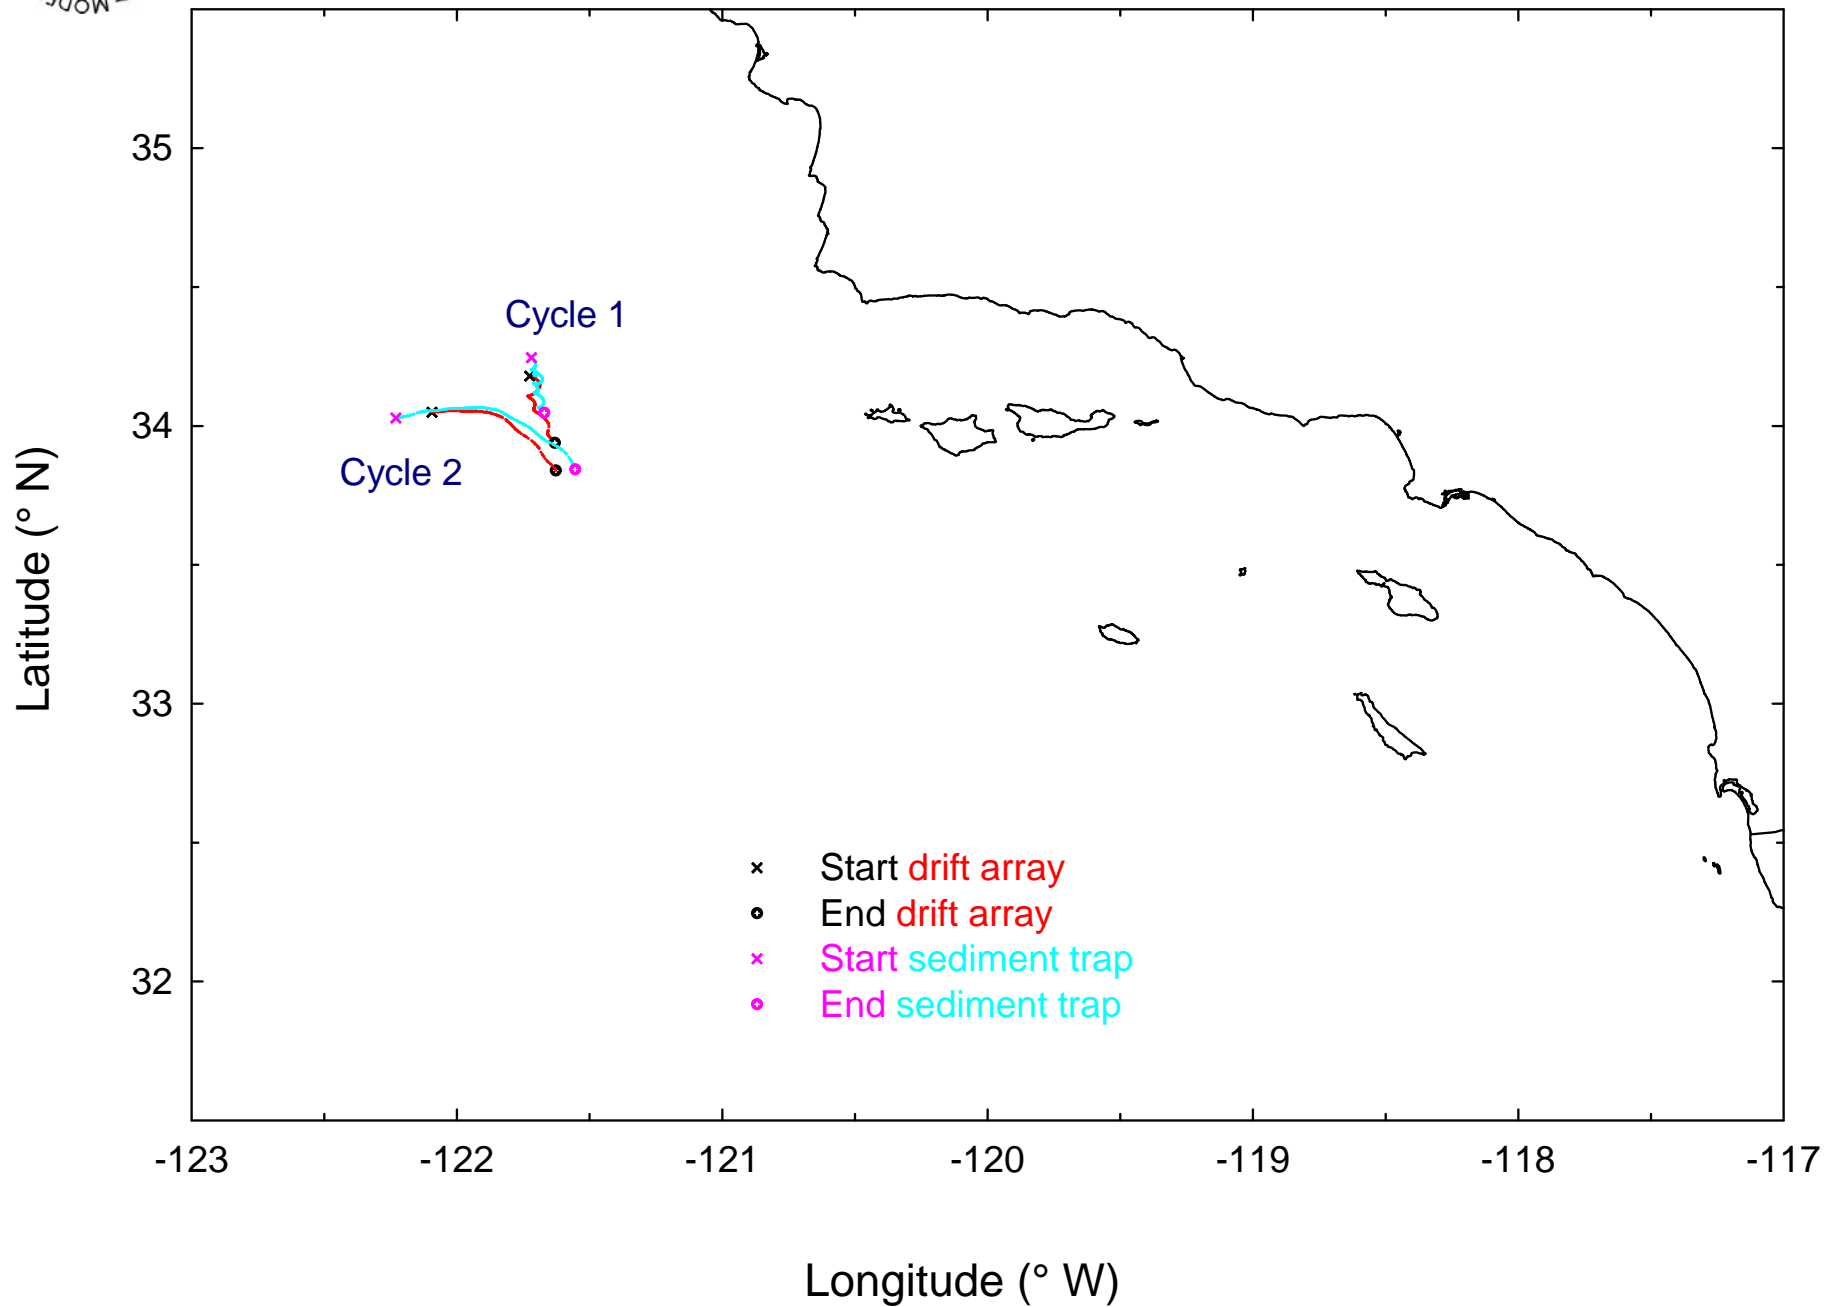 35
34
33
32
Latitude (° N)
Cycle 1
Cycle 2
Start drift array
End drift array
Start sediment trap
End sediment trap
-123 -122 -121 -120 -119 -118 -117
Longitude (° W)